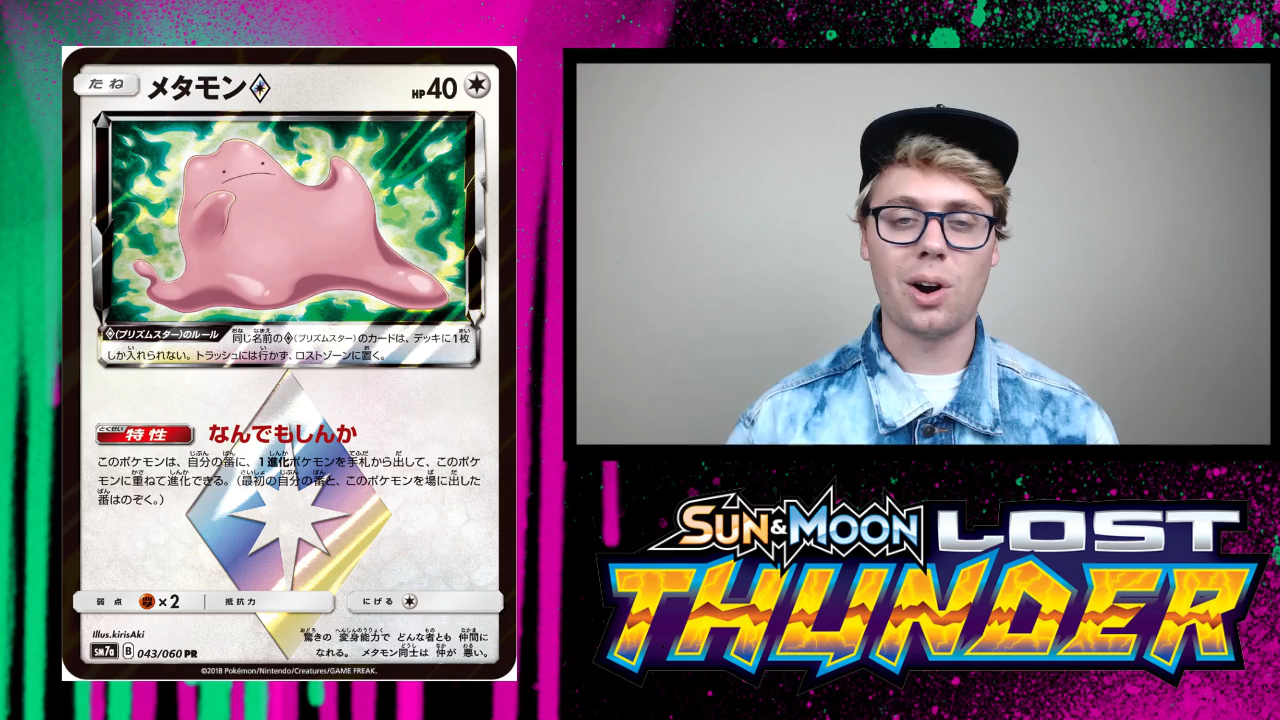 たね メタモン◇ HP40
◇(プリズムスター)のルール 同じ名前の◇(プリズムスター)のカードは、デッキに1枚
しか入れられない。トラッシュには行かず、ロストゾーンに置く。
特性 なんでもしんか
このポケモンは、自分の番に、1進化ポケモンを手札から出して、このポケ
モンに重ねて進化できる。(最初の自分の番と、このポケモンを場に出した
番はのぞく。)
弱点 ×2 抵抗力 にげる
Illus.kirisAki
SM7a B 043/060 PR
驚きの 変身能力で どんな者とも 仲間に
なれる。 メタモン同士は 仲が 悪い。
©2018 Pokémon/Nintendo/Creatures/GAME FREAK.
SUN & MOON LOST
THUNDER